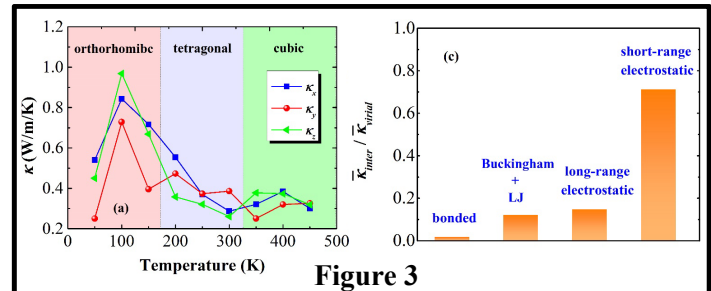 orthorhomibc tetragonal cubic
1.2
1.0
0.8
0.6
0.4
0.2
κ (W/m/K)
κx
κy
κz
(a)
0 100 200 300 400 500
Temperature (K)
(c)
1.0
0.8
0.6
0.4
0.2
0.0
κ̅inter / κ̅virial
bonded
Buckingham
+
LJ
long-range
electrostatic
short-range
electrostatic
Figure 3